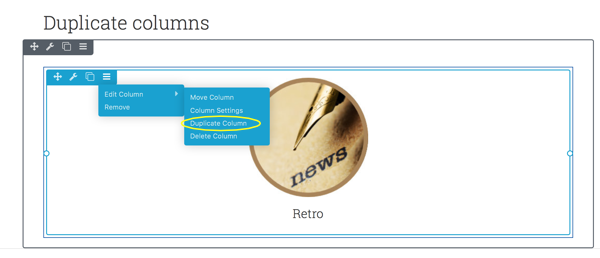 Duplicate columns
Edit Column
Remove
Move Column
Column Settings
Duplicate Column
Delete Column
news
Retro